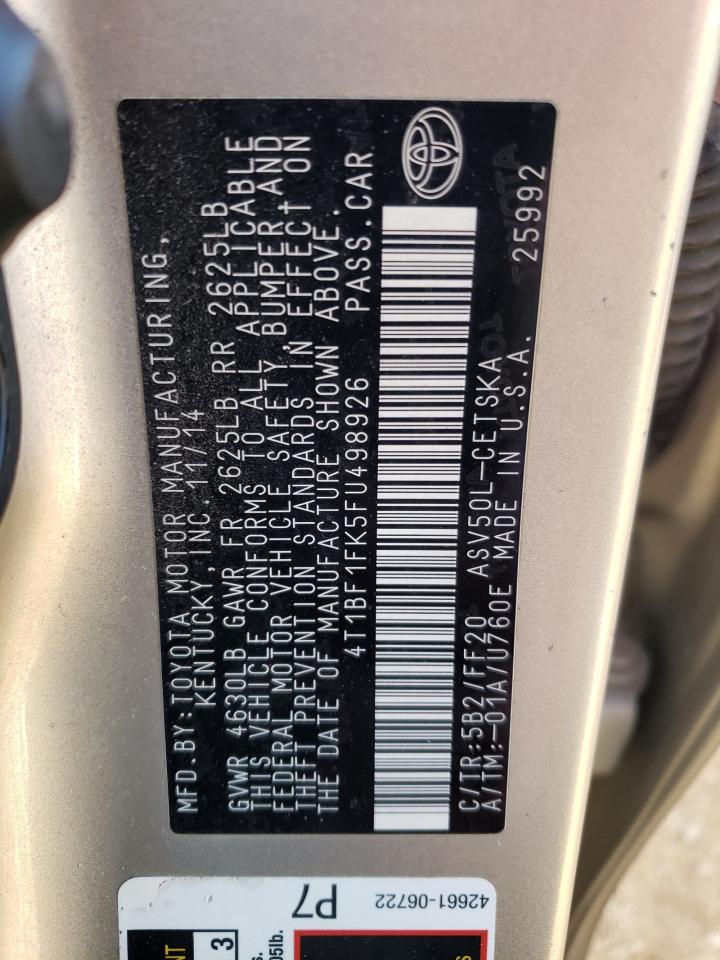 MFD.BY:TOYOTA MOTOR MANUFACTURING,
KENTUCKY,INC. 11/14
GVWR 4630LB GAWR FR 2625LB RR 2625LB
THIS VEHICLE CONFORMS TO ALL APPLICABLE
FEDERAL MOTOR VEHICLE SAFETY, BUMPER AND
THEFT PREVENTION STANDARDS IN EFFECT ON
THE DATE OF MANUFACTURE SHOWN ABOVE.
4T1BF1FK5FU498926 PASS.CAR
C/TR:5B2/FF20 ASV50L-CETSKA
A/TM:-01A/U760E MADE IN U.S.A. 25992
42661-06722
P7
3